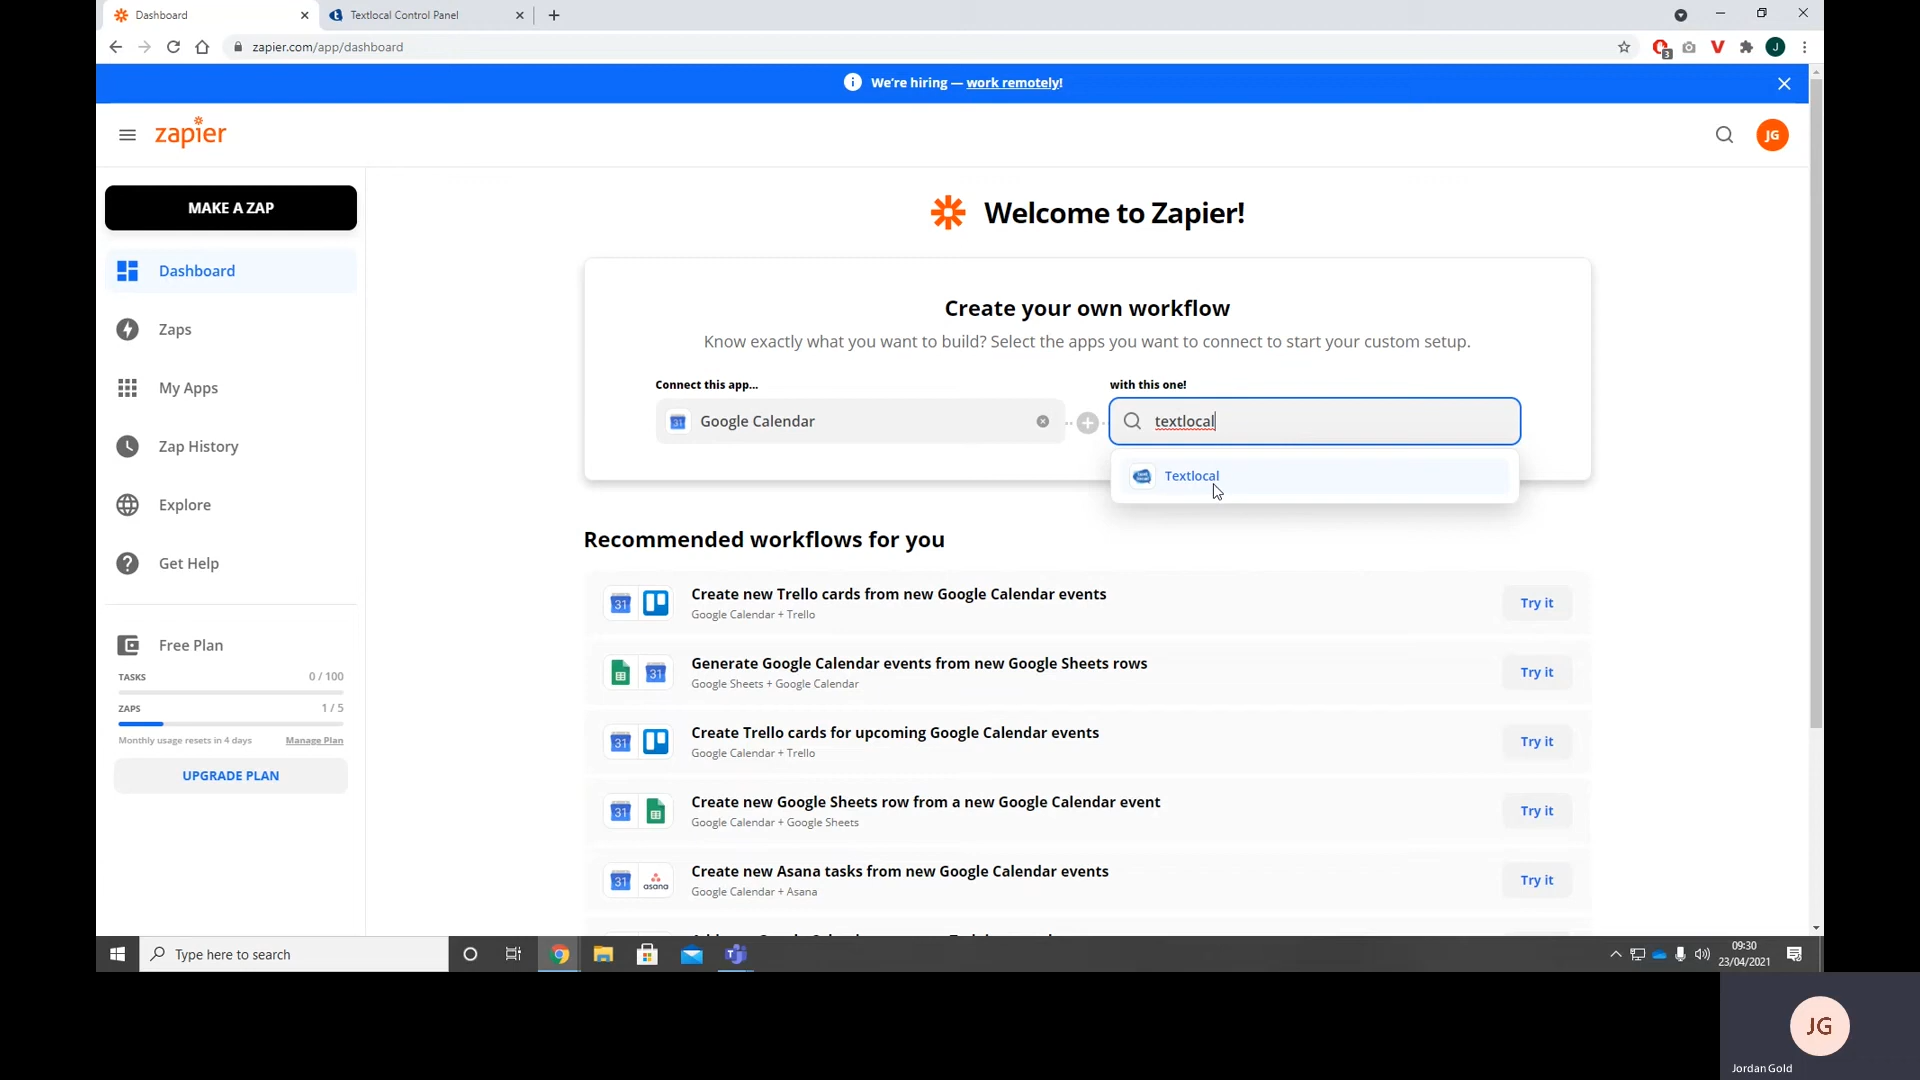 Dashboard
Textlocal Control Panel
zapier.com/app/dashboard
3
J
We're hiring — work remotely!
zapier
JG
MAKE A ZAP
Dashboard
Zaps
My Apps
Zap History
Explore
Get Help
Free Plan
TASKS 0 / 100
ZAPS 1 / 5
Monthly usage resets in 4 days Manage Plan
UPGRADE PLAN
Welcome to Zapier!
Create your own workflow
Know exactly what you want to build? Select the apps you want to connect to start your custom setup.
Connect this app...
with this one!
31 Google Calendar
textlocal
Textlocal
Recommended workflows for you
31
Create new Trello cards from new Google Calendar events
Google Calendar + Trello
Try it
31
Generate Google Calendar events from new Google Sheets rows
Google Sheets + Google Calendar
Try it
31
Create Trello cards for upcoming Google Calendar events
Google Calendar + Trello
Try it
31
Create new Google Sheets row from a new Google Calendar event
Google Calendar + Google Sheets
Try it
31
asana
Create new Asana tasks from new Google Calendar events
Google Calendar + Asana
Try it
Type here to search
09:30
23/04/2021
JG
Jordan Gold